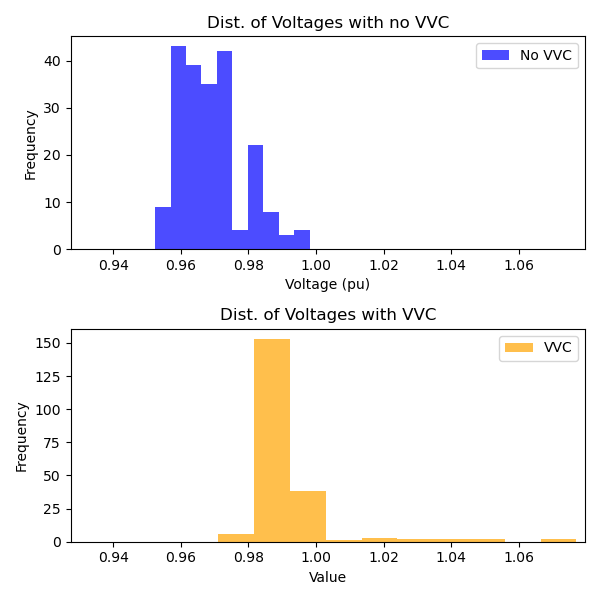 Dist. of Voltages with no VVC
No VVC
Frequency
40
30
20
10
0
0.94 0.96 0.98 1.00 1.02 1.04 1.06
Voltage (pu)
Dist. of Voltages with VVC
VVC
Frequency
150
125
100
75
50
25
0
0.94 0.96 0.98 1.00 1.02 1.04 1.06
Value